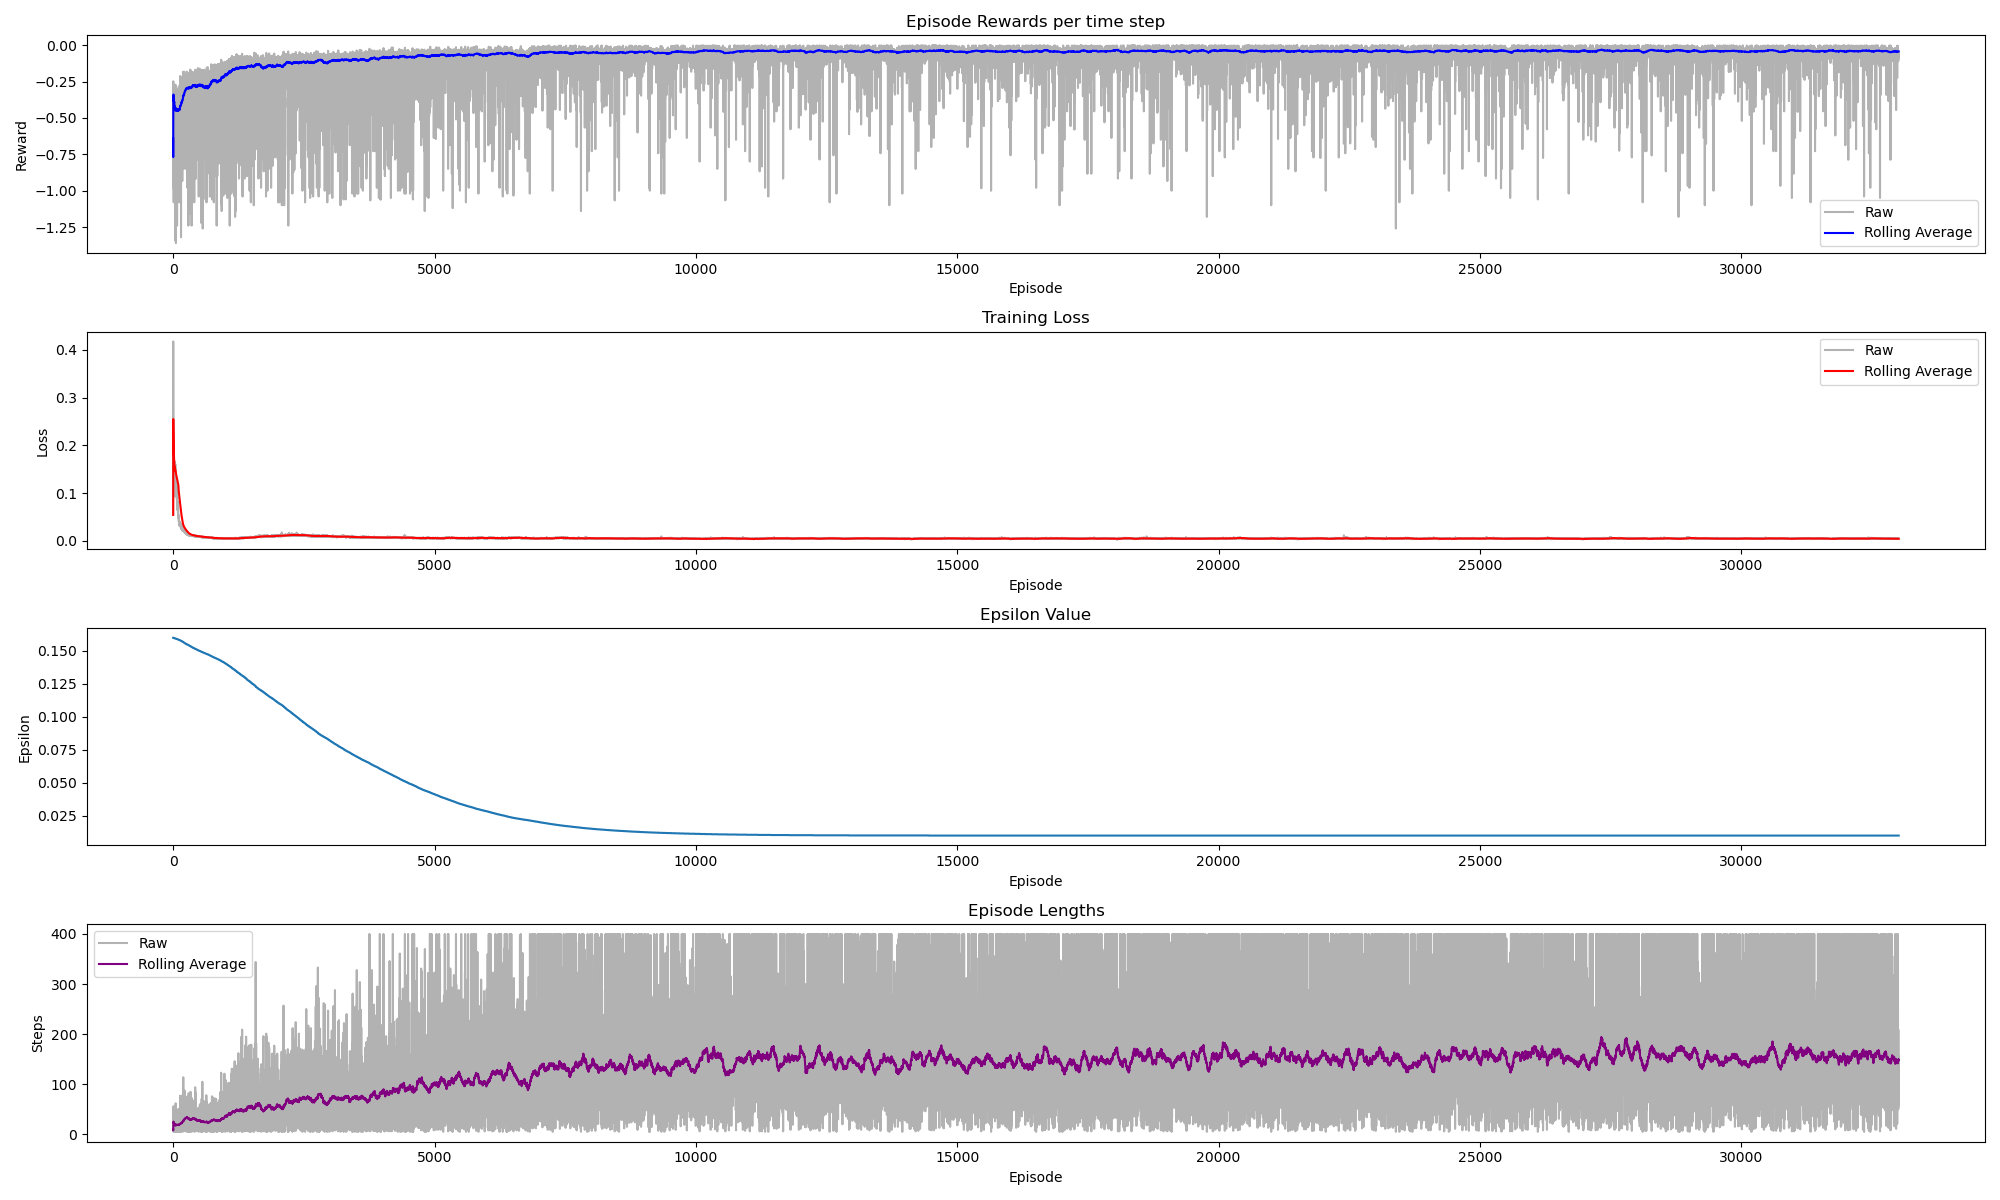 Episode Rewards per time step
0.00
−0.25
−0.50
−0.75
−1.00
−1.25
Reward
Raw
Rolling Average
0 5000 10000 15000 20000 25000 30000
Episode
Training Loss
0.4
0.3
0.2
0.1
0.0
Loss
Raw
Rolling Average
0 5000 10000 15000 20000 25000 30000
Episode
Epsilon Value
0.150
0.125
0.100
0.075
0.050
0.025
Epsilon
0 5000 10000 15000 20000 25000 30000
Episode
Episode Lengths
400
300
200
100
0
Steps
Raw
Rolling Average
0 5000 10000 15000 20000 25000 30000
Episode